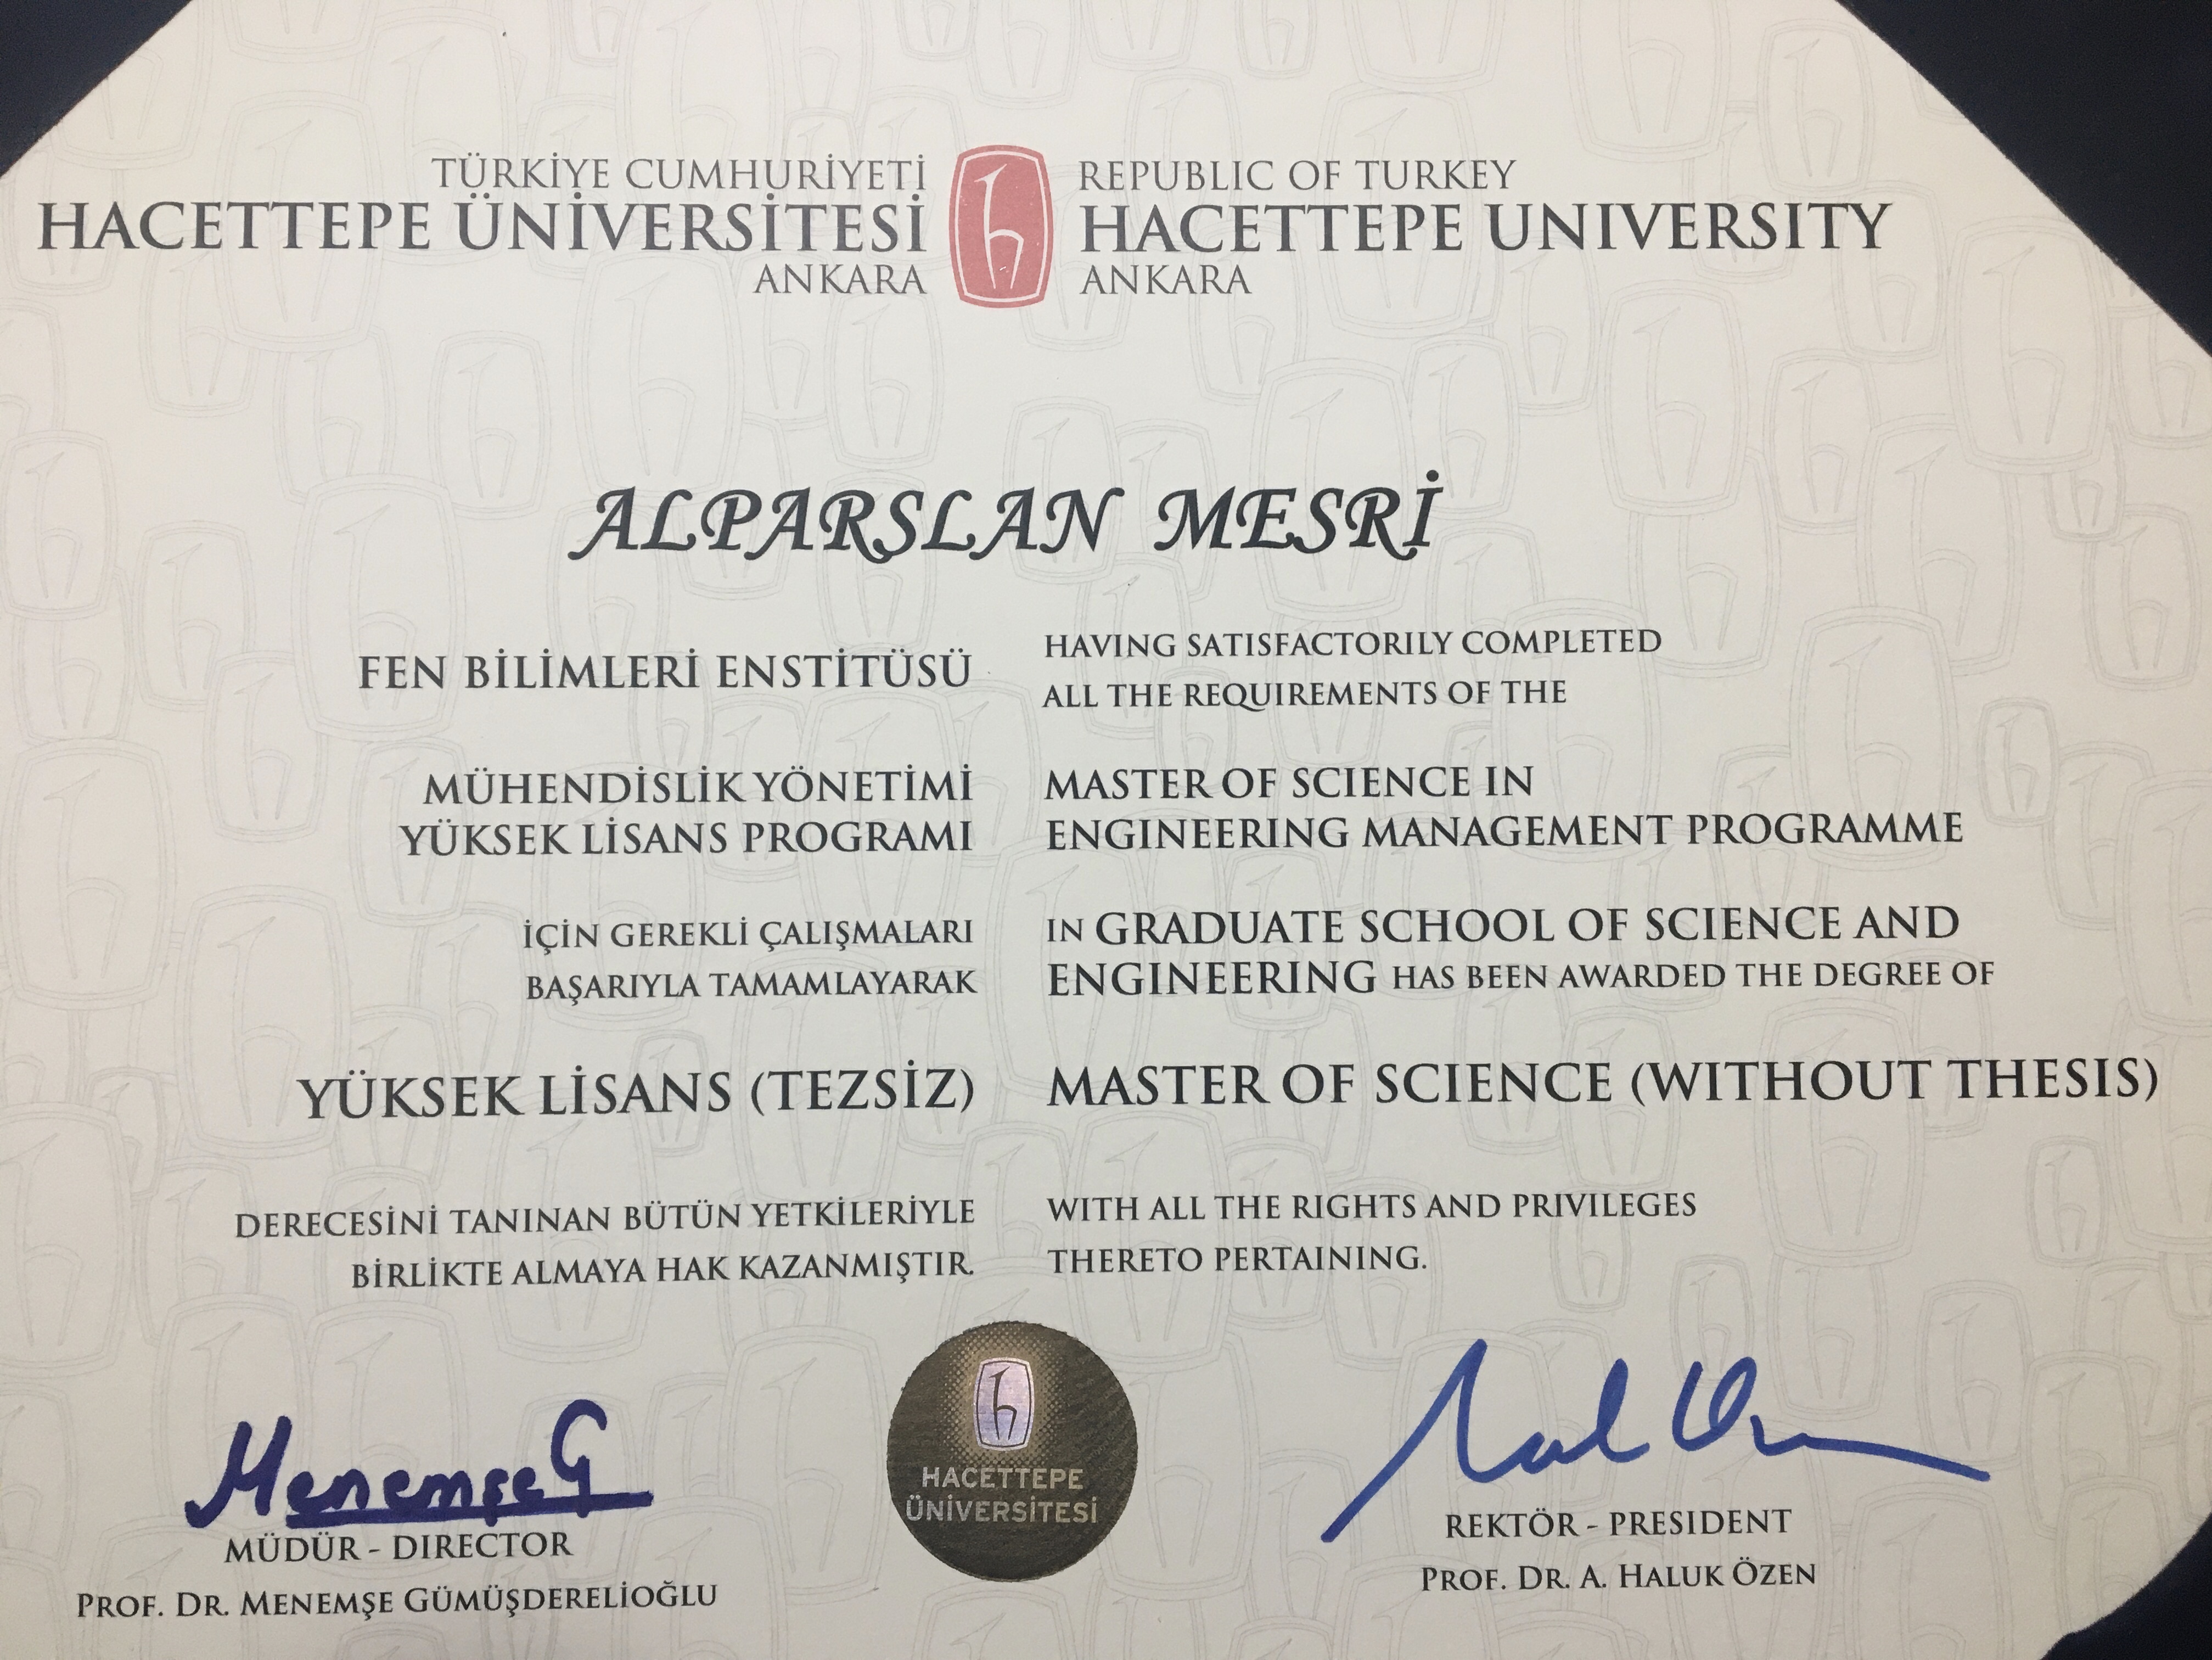 TÜRKİYE CUMHURİYETİ
HACETTEPE ÜNİVERSİTESİ
ANKARA
REPUBLIC OF TURKEY
HACETTEPE UNIVERSITY
ANKARA
ALPARSLAN MESRİ
FEN BİLİMLERİ ENSTİTÜSÜ
MÜHENDİSLİK YÖNETİMİ
YÜKSEK LİSANS PROGRAMI
İÇİN GEREKLİ ÇALIŞMALARI
BAŞARIYLA TAMAMLAYARAK
YÜKSEK LİSANS (TEZSİZ)
DERECESİNİ TANINAN BÜTÜN YETKİLERİYLE
BİRLİKTE ALMAYA HAK KAZANMIŞTIR.
HAVING SATISFACTORILY COMPLETED
ALL THE REQUIREMENTS OF THE
MASTER OF SCIENCE IN
ENGINEERING MANAGEMENT PROGRAMME
IN GRADUATE SCHOOL OF SCIENCE AND
ENGINEERING HAS BEEN AWARDED THE DEGREE OF
MASTER OF SCIENCE (WITHOUT THESIS)
WITH ALL THE RIGHTS AND PRIVILEGES
THERETO PERTAINING.
MenemşeG
MÜDÜR - DIRECTOR
PROF. DR. MENEMŞE GÜMÜŞDERELİOĞLU
HACETTEPE
ÜNİVERSİTESİ
REKTÖR - PRESIDENT
PROF. DR. A. HALUK ÖZEN